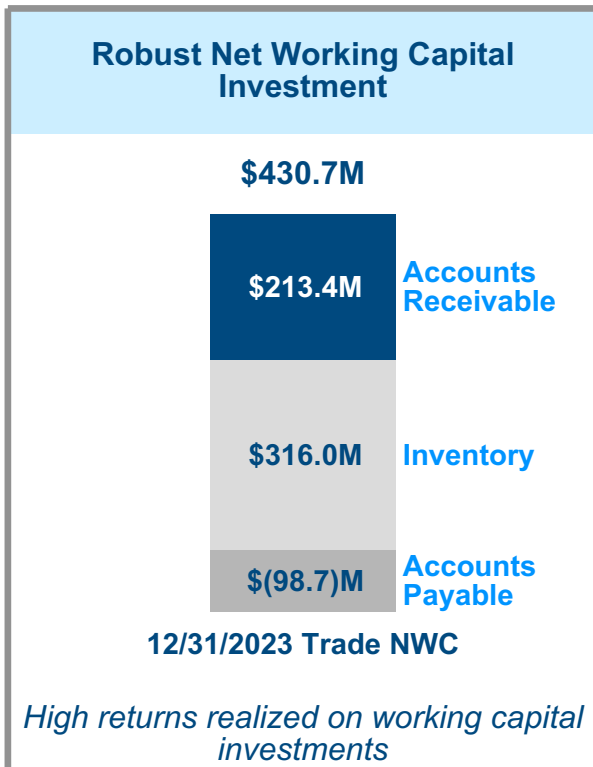 Robust Net Working Capital
Investment
$430.7M
$213.4M
Accounts
Receivable
$316.0M
Inventory
$(98.7)M
Accounts
Payable
12/31/2023 Trade NWC
High returns realized on working capital
investments